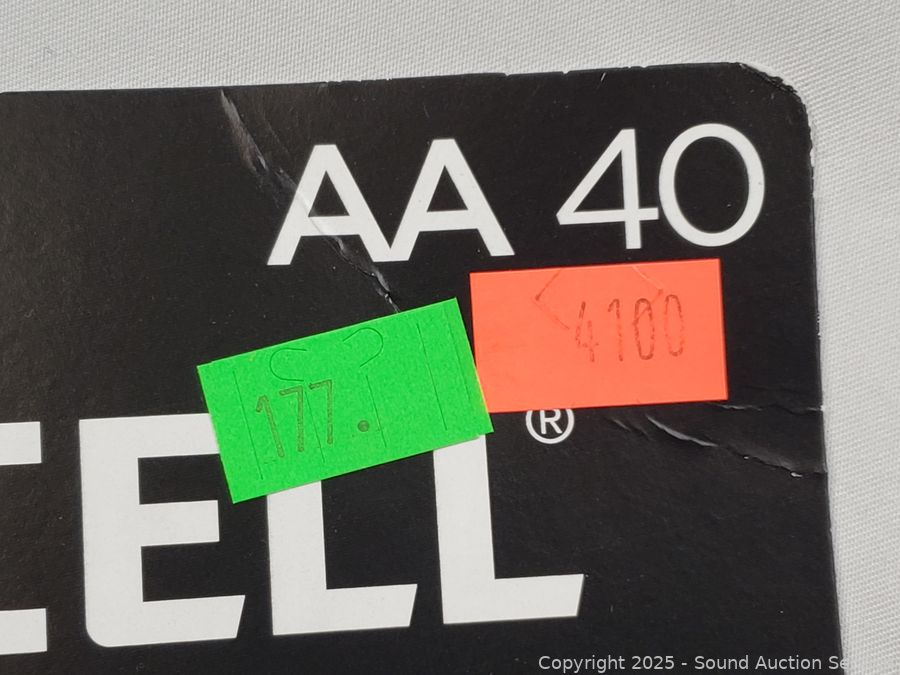 AA 40
4100
177.
CELL®
Copyright 2025 - Sound Auction Se